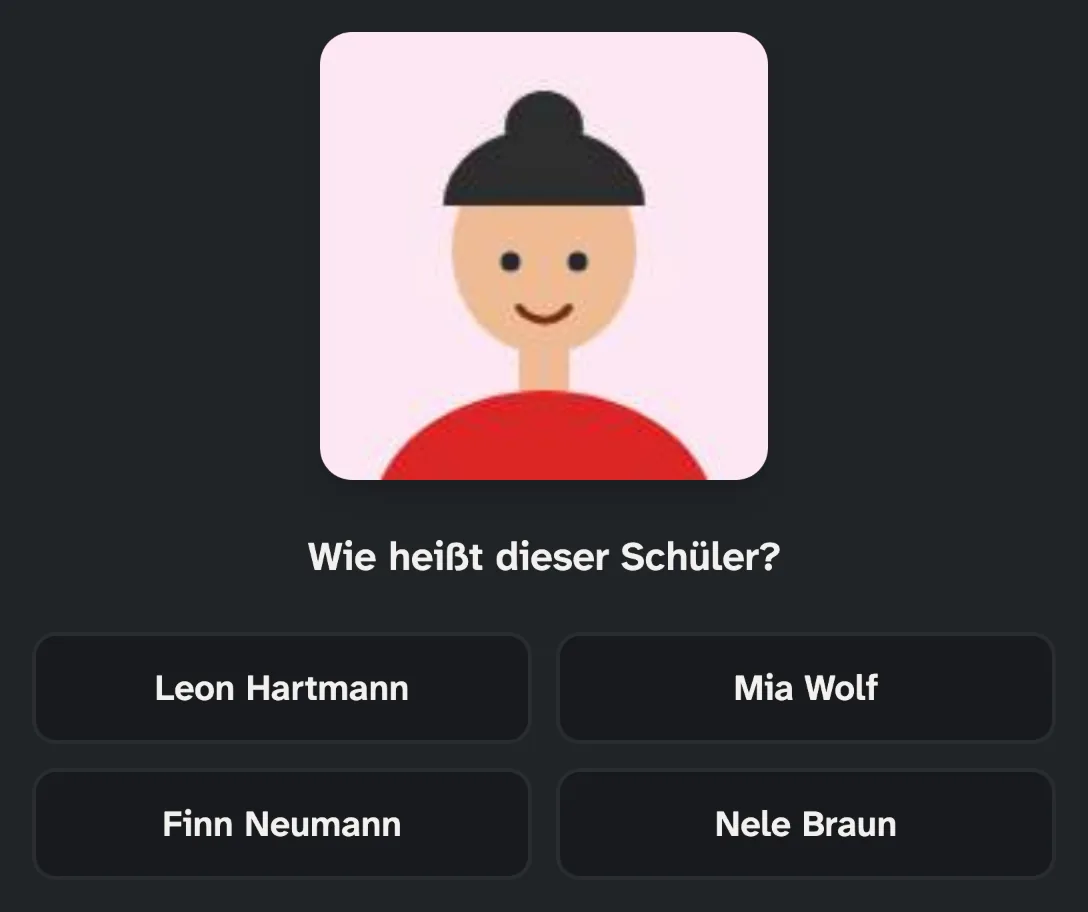 Wie heißt dieser Schüler?
Leon Hartmann
Mia Wolf
Finn Neumann
Nele Braun